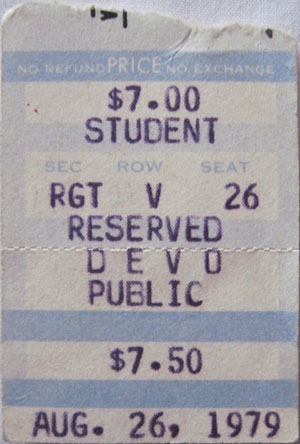 NO REFUND PRICE NO EXCHANGE
$7.00
STUDENT
SEC ROW SEAT
RGT V 26
RESERVED
DEVO
PUBLIC
$7.50
AUG. 26, 1979